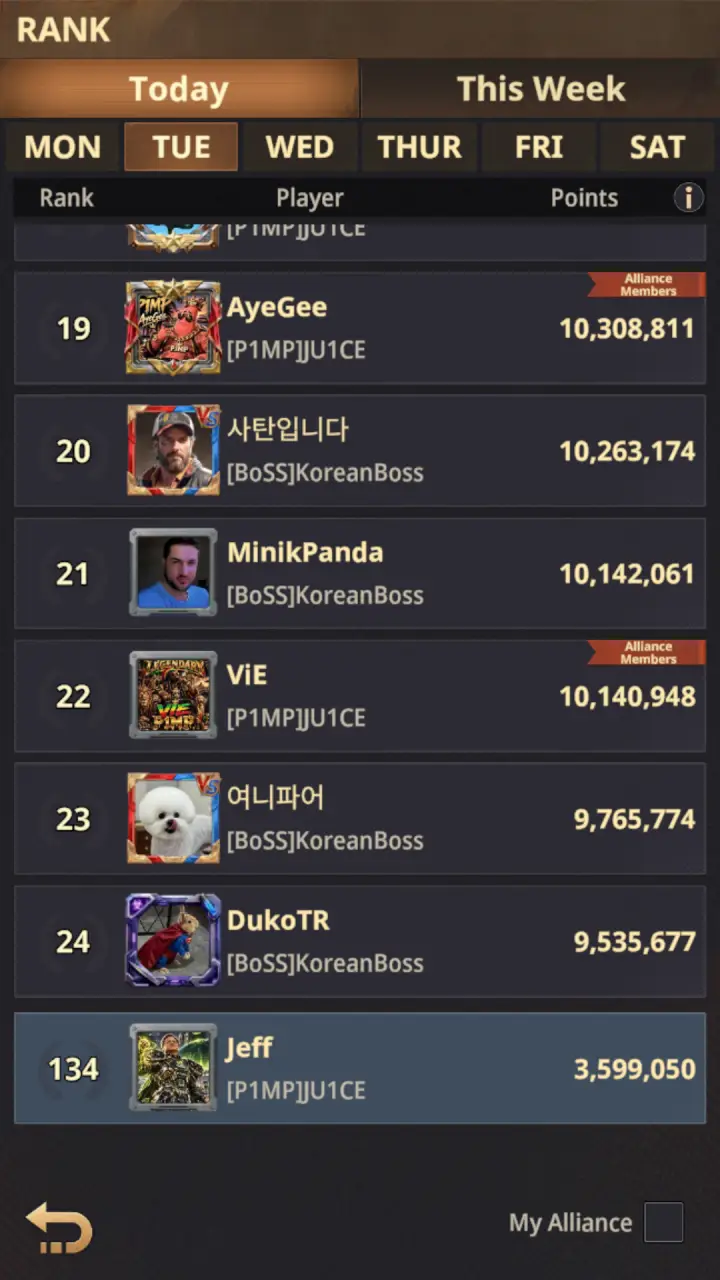 RANK
Today
This Week
MON
TUE
WED
THUR
FRI
SAT
Rank
Player
Points
[P1MP]JU1CE
19
AyeGee
[P1MP]JU1CE
Alliance
Members
10,308,811
20
사탄입니다
[BoSS]KoreanBoss
10,263,174
21
MinikPanda
[BoSS]KoreanBoss
10,142,061
22
ViE
[P1MP]JU1CE
Alliance
Members
10,140,948
23
여니파어
[BoSS]KoreanBoss
9,765,774
24
DukoTR
[BoSS]KoreanBoss
9,535,677
134
Jeff
[P1MP]JU1CE
3,599,050
My Alliance